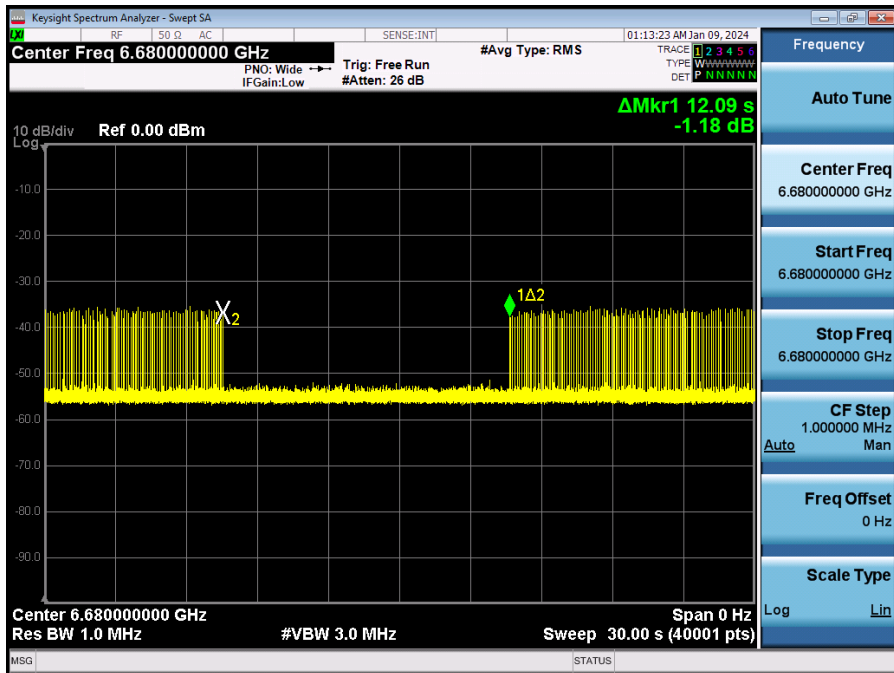 Keysight Spectrum Analyzer - Swept SA
LXI
RF 50 Ω AC SENSE:INT 01:13:23 AM Jan 09, 2024
Center Freq 6.680000000 GHz
PNO: Wide
IFGain:Low
Trig: Free Run
#Atten: 26 dB
#Avg Type: RMS
TRACE 1 2 3 4 5 6
TYPE WWWWWW
DET P N N N N N
ΔMkr1 12.09 s
-1.18 dB
10 dB/div Ref 0.00 dBm
Log
-10.0
-20.0
-30.0
-40.0
-50.0
-60.0
-70.0
-80.0
-90.0
X2
1Δ2
Center 6.680000000 GHz Span 0 Hz
Res BW 1.0 MHz #VBW 3.0 MHz Sweep 30.00 s (40001 pts)
MSG STATUS
Frequency
Auto Tune
Center Freq
6.680000000 GHz
Start Freq
6.680000000 GHz
Stop Freq
6.680000000 GHz
CF Step
1.000000 MHz
Auto Man
Freq Offset
0 Hz
Scale Type
Log Lin